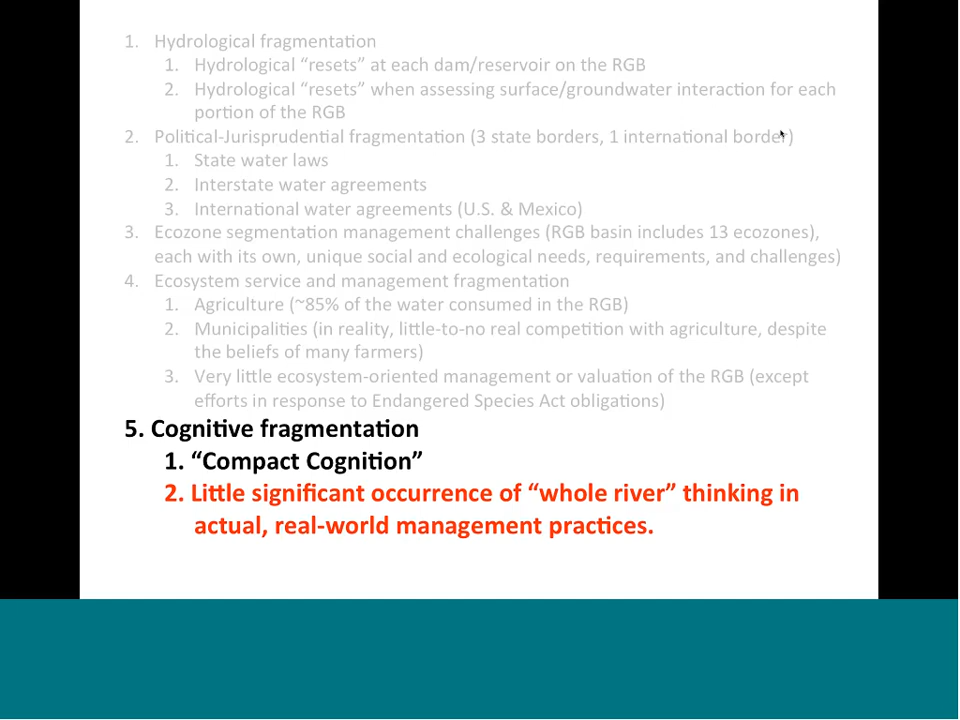 1. Hydrological fragmentation
1. Hydrological “resets” at each dam/reservoir on the RGB
2. Hydrological “resets” when assessing surface/groundwater interaction for each
portion of the RGB
2. Political-Jurisprudential fragmentation (3 state borders, 1 international border)
1. State water laws
2. Interstate water agreements
3. International water agreements (U.S. & Mexico)
3. Ecozone segmentation management challenges (RGB basin includes 13 ecozones),
each with its own, unique social and ecological needs, requirements, and challenges)
4. Ecosystem service and management fragmentation
1. Agriculture (~85% of the water consumed in the RGB)
2. Municipalities (in reality, little-to-no real competition with agriculture, despite
the beliefs of many farmers)
3. Very little ecosystem-oriented management or valuation of the RGB (except
efforts in response to Endangered Species Act obligations)
5. Cognitive fragmentation
1. “Compact Cognition”
2. Little significant occurrence of “whole river” thinking in
actual, real-world management practices.